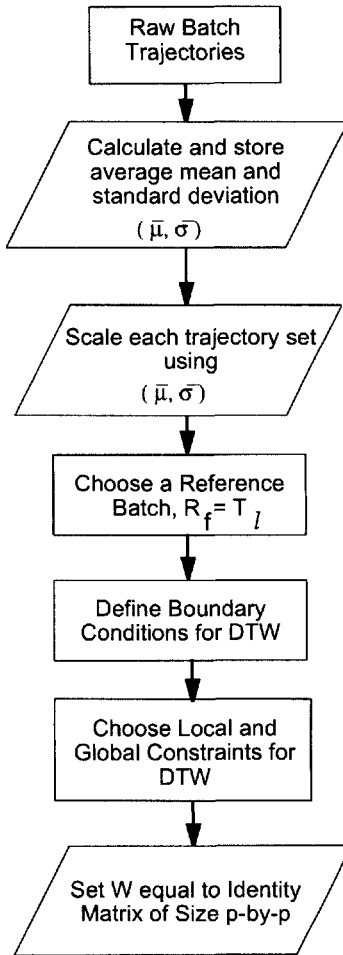 Raw Batch
Trajectories
Calculate and store
average mean and
standard deviation
( μ̄, σ̄ )
Scale each trajectory set
using
( μ̄, σ̄ )
Choose a Reference
Batch, R_f = T_l
Define Boundary
Conditions for DTW
Choose Local and
Global Constraints for
DTW
Set W equal to Identity
Matrix of Size p-by-p